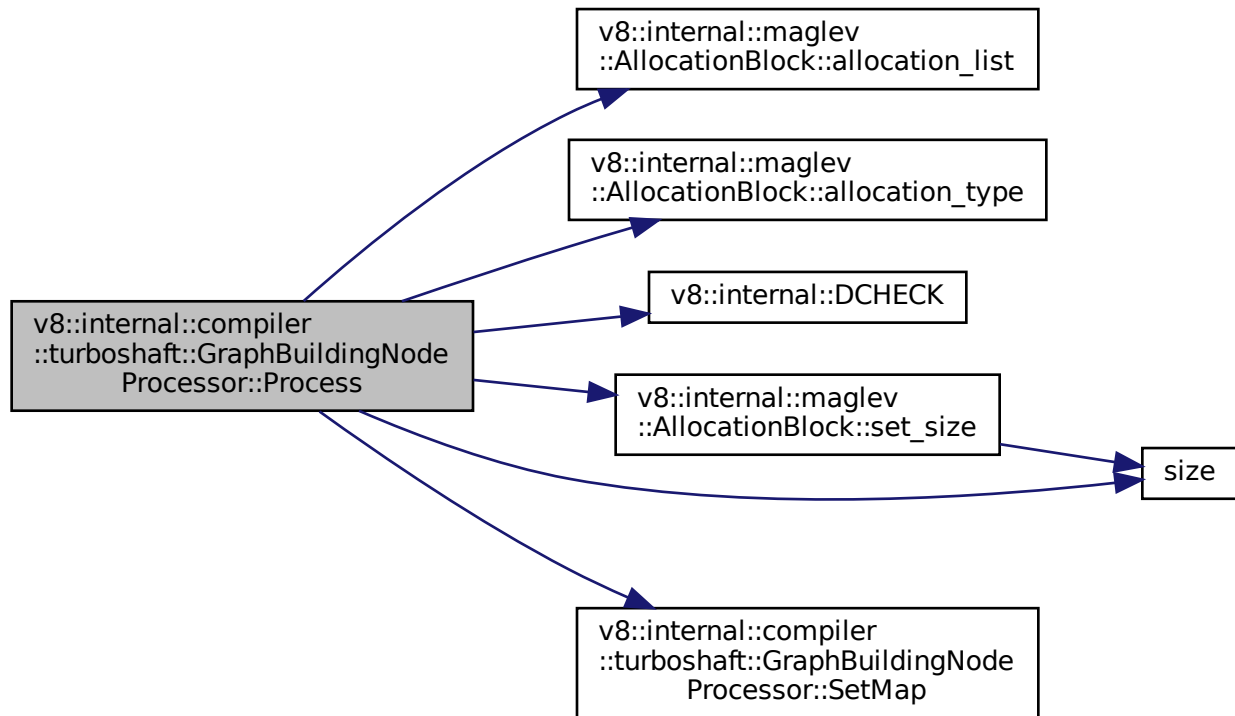 v8::internal::maglev
::AllocationBlock::allocation_list
v8::internal::maglev
::AllocationBlock::allocation_type
v8::internal::DCHECK
v8::internal::compiler
::turboshaft::GraphBuildingNode
Processor::Process
v8::internal::maglev
::AllocationBlock::set_size
size
v8::internal::compiler
::turboshaft::GraphBuildingNode
Processor::SetMap